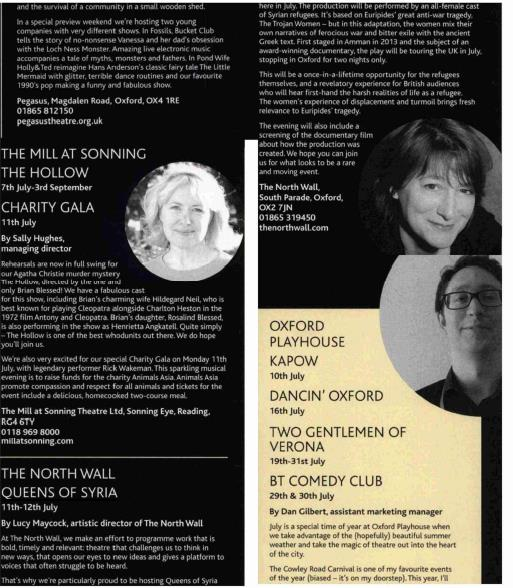 and the survival of a community in a small wooden shed.
In a special preview weekend we're hosting two young
companies with very different shows. In Fossils, Bucket Club
tells the story of no-nonsense Vanessa and her dad's obsession
with the Loch Ness Monster. Amazing live electronic music
accompanies a tale of myths, monsters and fathers. In Pond Wife
Holly&Ted reimagine Hans Anderson's classic fairy tale The Little
Mermaid with glitter, terrible dance routines and our favourite
1990's pop making a funny and fabulous show.
Pegasus, Magdalen Road, Oxford, OX4 1RE
01865 812150
pegasustheatre.org.uk
THE MILL AT SONNING
THE HOLLOW
7th July-3rd September
CHARITY GALA
11th July
By Sally Hughes,
managing director
Rehearsals are now in full swing for
our Agatha Christie murder mystery
The Hollow, directed by the one and
only Brian Blessed! We have a fabulous cast
for this show, including Brian's charming wife Hildegard Neil, who is
best known for playing Cleopatra alongside Charlton Heston in the
1972 film Antony and Cleopatra. Brian's daughter, Rosalind Blessed,
is also performing in the show as Henrietta Angkatell. Quite simply
– The Hollow is one of the best whodunits out there. We do hope
you'll join us.
We're also very excited for our special Charity Gala on Monday 11th
July, with legendary performer Rick Wakeman. This sparkling musical
evening is to raise funds for the charity Animals Asia. Animals Asia
promote compassion and respect for all animals and tickets for the
event include a delicious, homecooked two-course meal.
The Mill at Sonning Theatre Ltd, Sonning Eye, Reading,
RG4 6TY
0118 969 8000
millatsonning.com
THE NORTH WALL
QUEENS OF SYRIA
11th-12th July
By Lucy Maycock, artistic director of The North Wall
At The North Wall, we make an effort to programme work that is
bold, timely and relevant: theatre that challenges us to think in
new ways, that opens our eyes to new ideas and gives a platform to
voices that often struggle to be heard.
That's why we're particularly proud to be hosting Queens of Syria
here in July. The production will be performed by an all-female cast
of Syrian refugees. It's based on Euripides' great anti-war tragedy.
The Trojan Women – but in this adaptation, the women mix their
own narratives of ferocious war and bitter exile with the ancient
Greek text. First staged in Amman in 2013 and the subject of an
award-winning documentary, the play will be touring the UK in July,
stopping in Oxford for two nights only.
This will be a once-in-a-lifetime opportunity for the refugees
themselves, and a revelatory experience for British audiences
who will hear first-hand the harsh realities of life as a refugee.
The women's experience of displacement and turmoil brings fresh
relevance to Euripides' tragedy.
The evening will also include a
screening of the documentary film
about how the production was
created. We hope you can join
us for what looks to be a rare
and moving event.
The North Wall,
South Parade, Oxford,
OX2 7JN
01865 319450
thenorthwall.com
OXFORD
PLAYHOUSE
KAPOW
10th July
DANCIN' OXFORD
16th July
TWO GENTLEMEN OF
VERONA
19th-31st July
BT COMEDY CLUB
29th & 30th July
By Dan Gilbert, assistant marketing manager
July is a special time of year at Oxford Playhouse when
we take advantage of the (hopefully) beautiful summer
weather and take the magic of theatre out into the heart
of the city.
The Cowley Road Carnival is one of my favourite events
of the year (biased – it's on my doorstep). This year, I'll